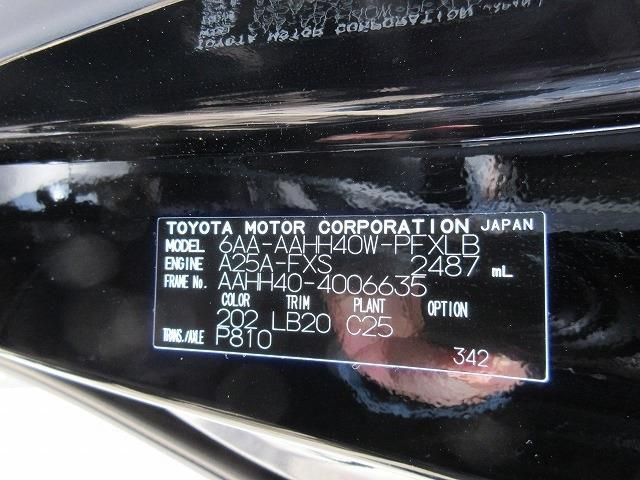 TOYOTA MOTOR CORPORATION JAPAN
MODEL 6AA-AAHH40W-PFXLB
ENGINE A25A-FXS 2487 mL
FRAME No. AAHH40-4006635
COLOR TRIM PLANT OPTION
202 LB20 C25
TRANS./AXLE P810
342